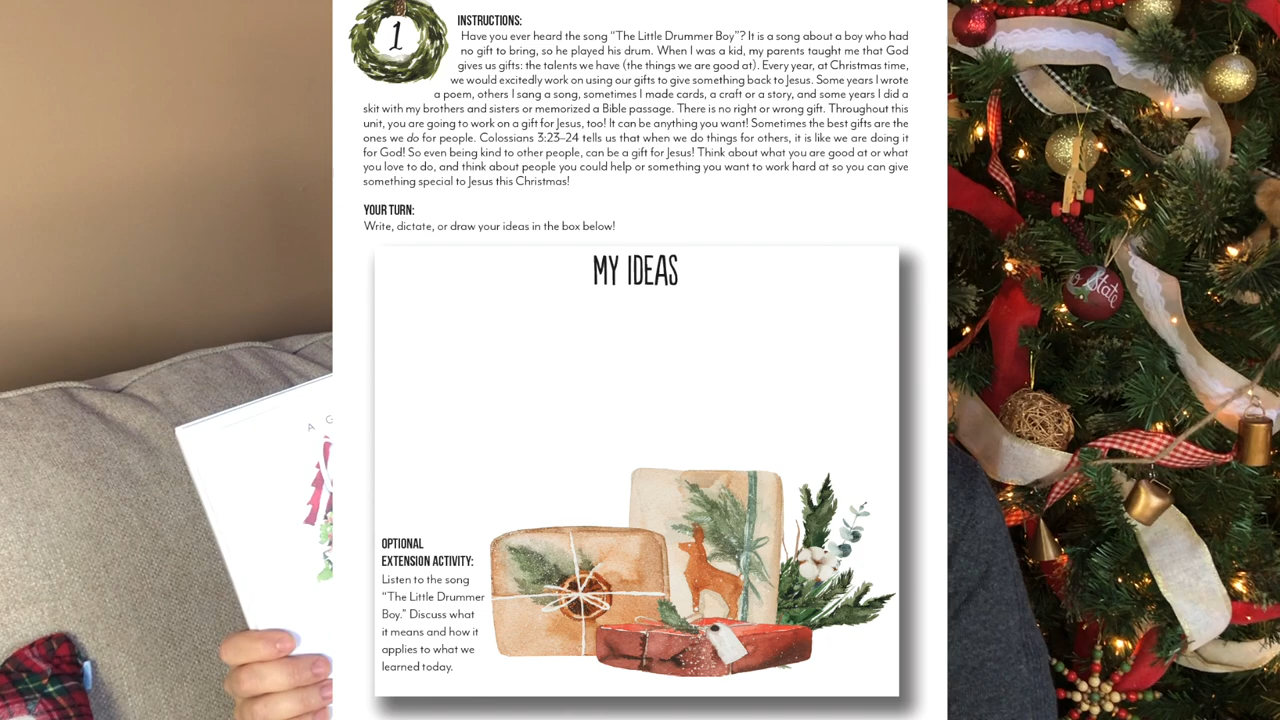 1
INSTRUCTIONS:
Have you ever heard the song “The Little Drummer Boy”? It is a song about a boy who had
no gift to bring, so he played his drum. When I was a kid, my parents taught me that God
gives us gifts: the talents we have (the things we are good at). Every year, at Christmas time,
we would excitedly work on using our gifts to give something back to Jesus. Some years I wrote
a poem, others I sang a song, sometimes I made cards, a craft or a story, and some years I did a
skit with my brothers and sisters or memorized a Bible passage. There is no right or wrong gift. Throughout this
unit, you are going to work on a gift for Jesus, too! It can be anything you want! Sometimes the best gifts are the
ones we do for people. Colossians 3:23–24 tells us that when we do things for others, it is like we are doing it
for God! So even being kind to other people, can be a gift for Jesus! Think about what you are good at or what
you love to do, and think about people you could help or something you want to work hard at so you can give
something special to Jesus this Christmas!
YOUR TURN:
Write, dictate, or draw your ideas in the box below!
MY IDEAS
OPTIONAL
EXTENSION ACTIVITY:
Listen to the song
“The Little Drummer
Boy.” Discuss what
it means and how it
applies to what we
learned today.
A G
State